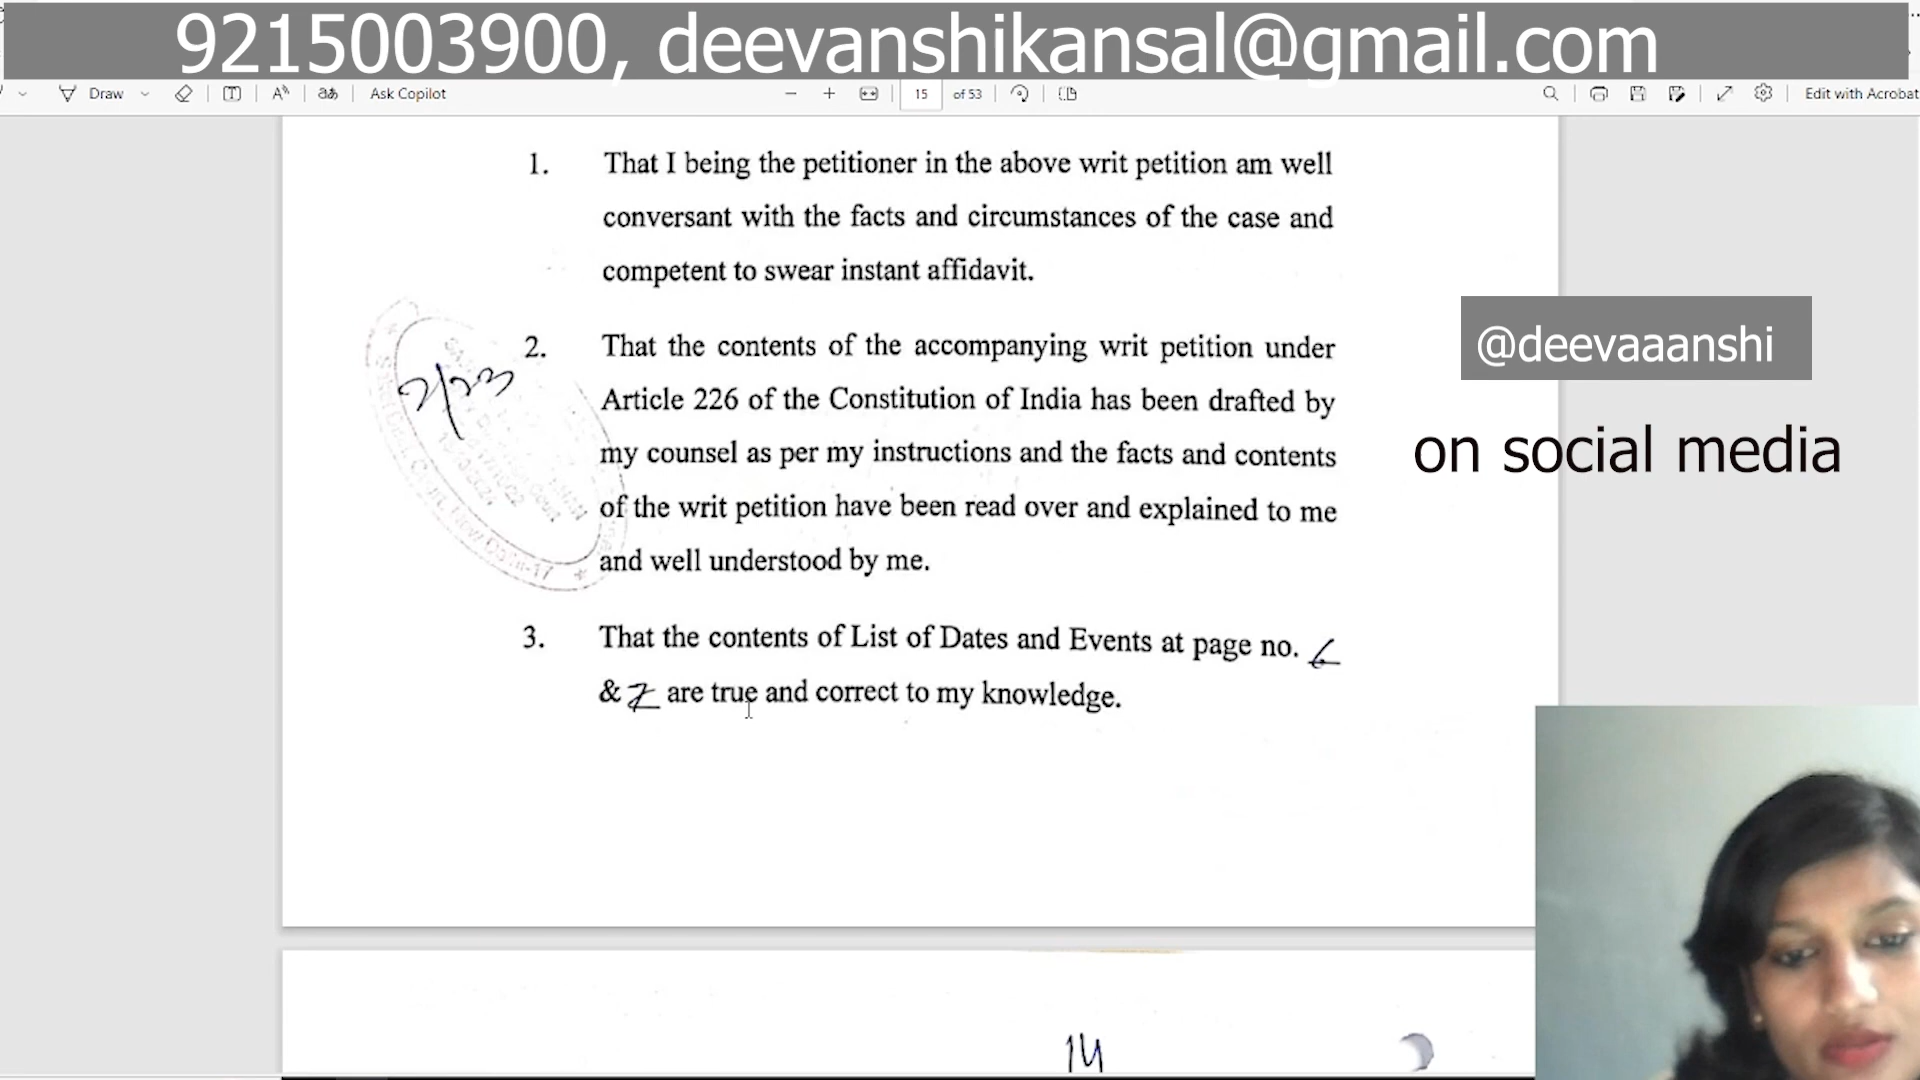 9215003900, deevanshikansal@gmail.com
Draw
Ask Copilot
15 of 53
Edit with Acrobat
1. That I being the petitioner in the above writ petition am well
conversant with the facts and circumstances of the case and
competent to swear instant affidavit.
2. That the contents of the accompanying writ petition under
Article 226 of the Constitution of India has been drafted by
my counsel as per my instructions and the facts and contents
of the writ petition have been read over and explained to me
and well understood by me.
3. That the contents of List of Dates and Events at page no. 6
& 7 are true and correct to my knowledge.
14
@deevaaanshi
on social media